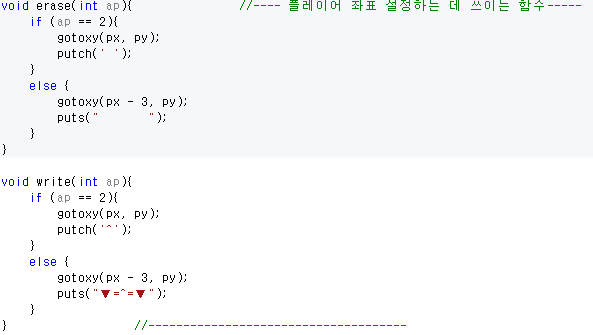 void erase(int ap){               //---- 플레이어 좌표 설정하는 데 쓰이는 함수-----
    if (ap == 2){
        gotoxy(px, py);
        putch(' ');
    }
    else {
        gotoxy(px - 3, py);
        puts("       ");
    }
}
void write(int ap){
    if (ap == 2){
        gotoxy(px, py);
        putch('^');
    }
    else {
        gotoxy(px - 3, py);
        puts("▼=^=▼");
    }
}                  //-------------------------------------